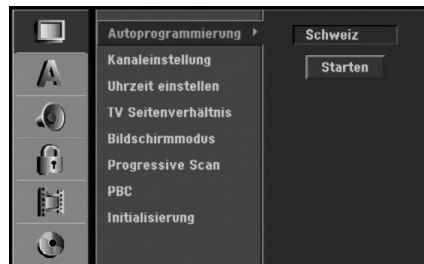 Autoprogrammierung
Kanaleinstellung
Uhrzeit einstellen
TV Seitenverhältnis
Bildschirmmodus
Progressive Scan
PBC
Initialisierung
Schweiz
Starten